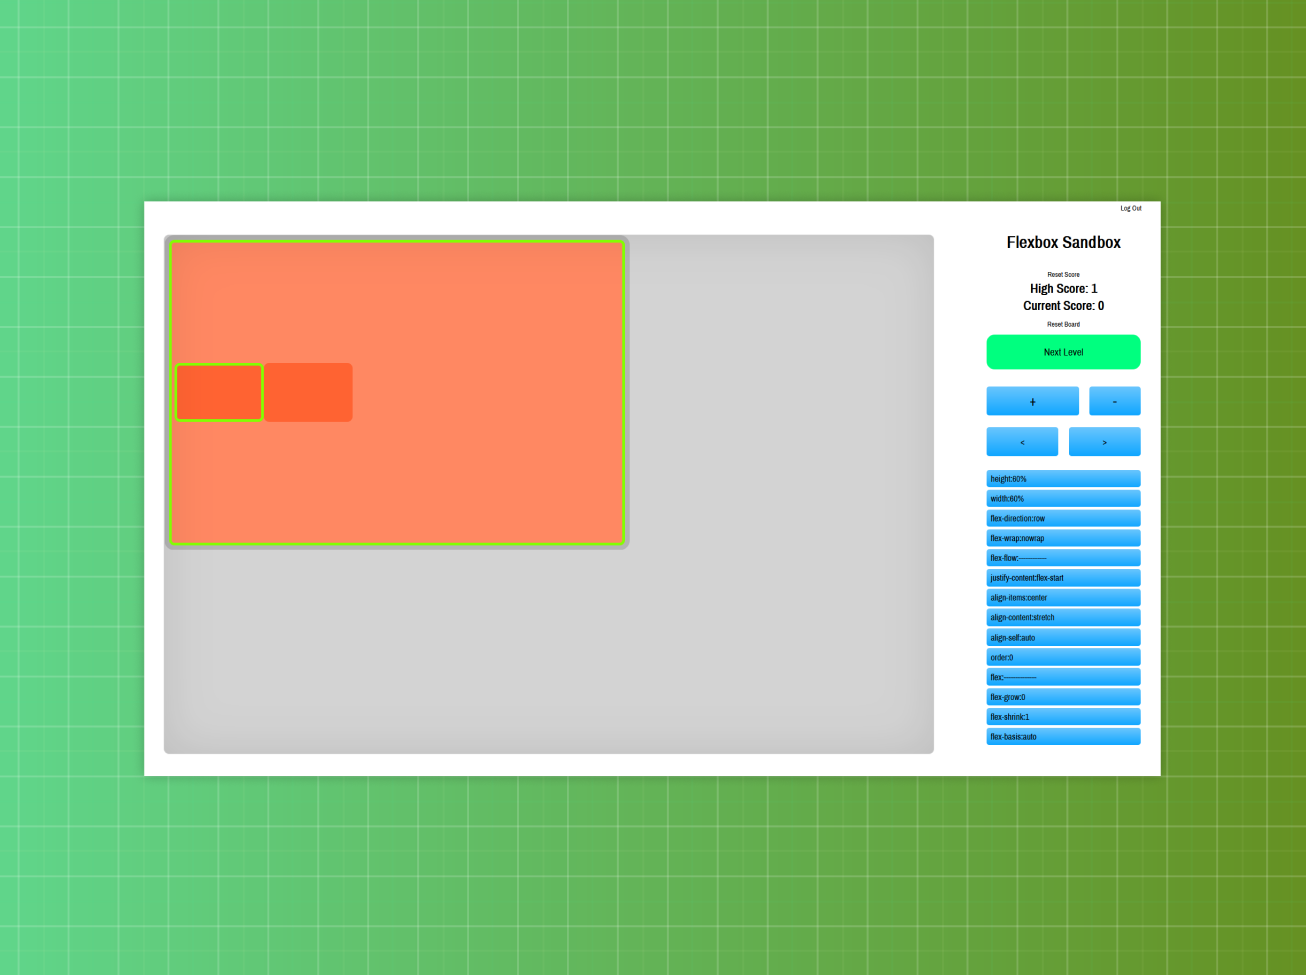 Log Out
Flexbox Sandbox
Reset Score
High Score: 1
Current Score: 0
Reset Board
Next Level
+ -
< >
height:60%
width:60%
flex-direction:row
flex-wrap:nowrap
flex-flow:------------
justify-content:flex-start
align-items:center
align-content:stretch
align-self:auto
order:0
flex:--------------
flex-grow:0
flex-shrink:1
flex-basis:auto